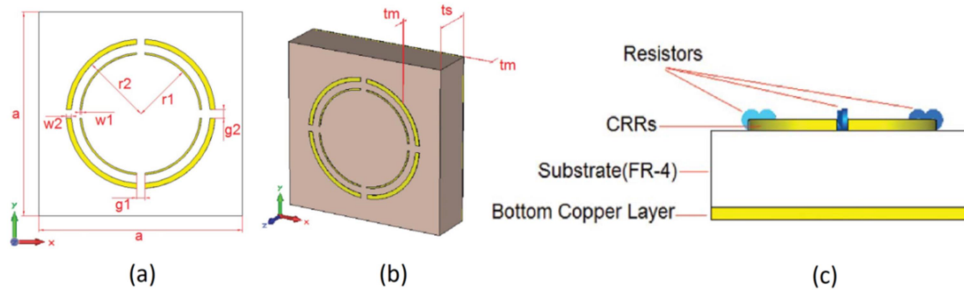 a
r2
r1
w2
w1
g2
g1
a
y
x
z
(a)
tm
ts
tm
y
x
z
(b)
Resistors
CRRs
Substrate(FR-4)
Bottom Copper Layer
(c)